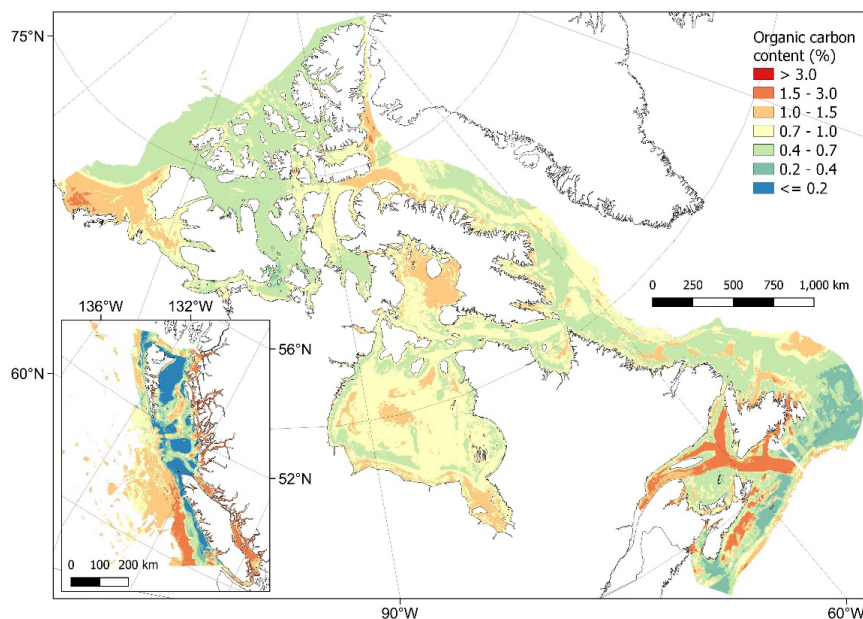 75°N
Organic carbon
content (%)
> 3.0
1.5 - 3.0
1.0 - 1.5
0.7 - 1.0
0.4 - 0.7
0.2 - 0.4
<= 0.2
0 250 500 750 1,000 km
136°W 132°W
56°N
60°N
52°N
0 100 200 km
90°W 60°W